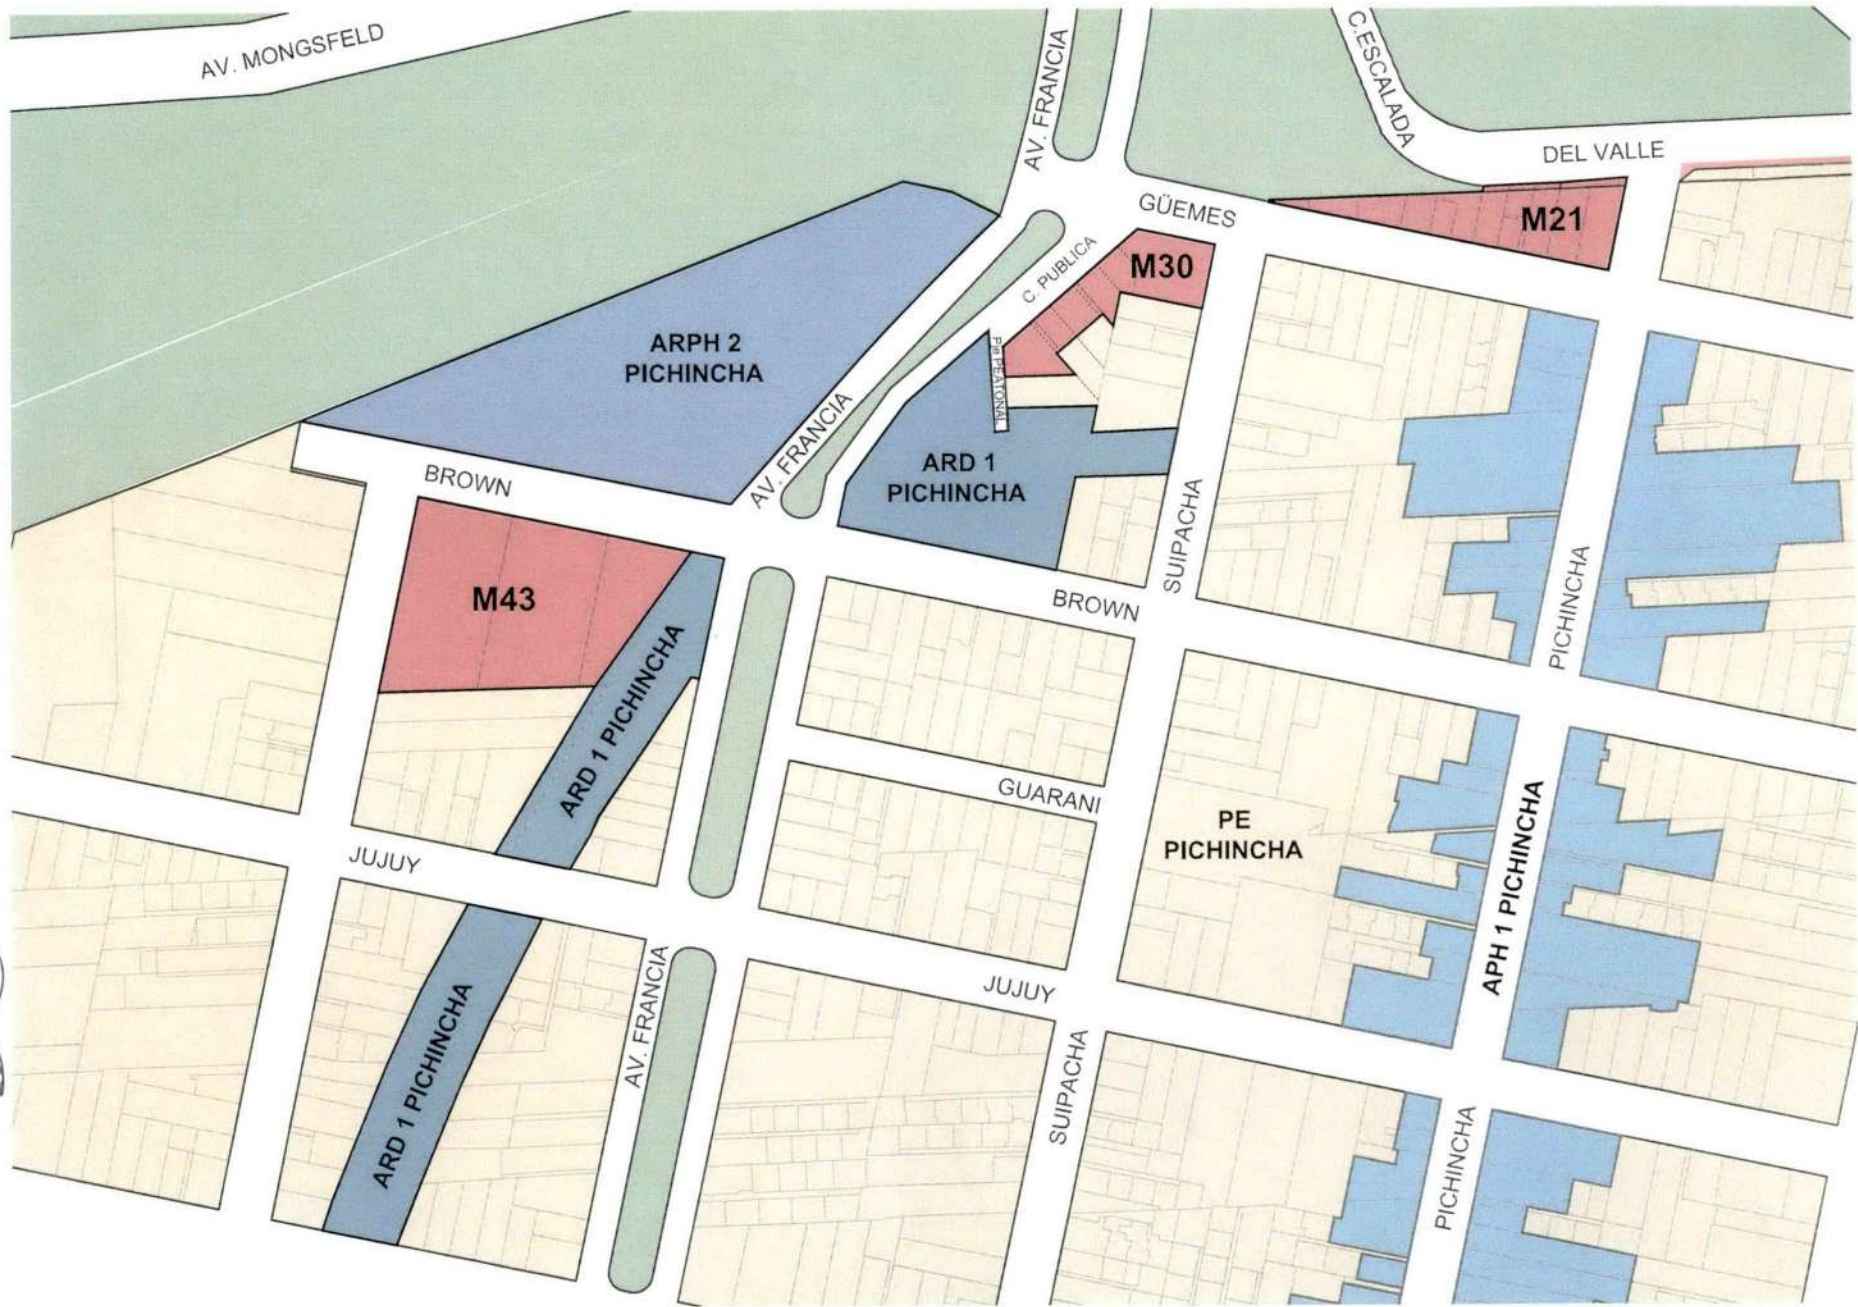 AV. MONGSFELD
AV. FRANCIA
C.ESCALADA
DEL VALLE
GÜEMES
M21
C. PUBLICA
M30
ARPH 2
PICHINCHA
Pje PEATONAL
AV. FRANCIA
ARD 1
PICHINCHA
BROWN
SUIPACHA
M43
BROWN
PICHINCHA
ARD 1 PICHINCHA
GUARANI
PE
PICHINCHA
APH 1 PICHINCHA
JUJUY
JUJUY
AV. FRANCIA
ARD 1 PICHINCHA
SUIPACHA
PICHINCHA